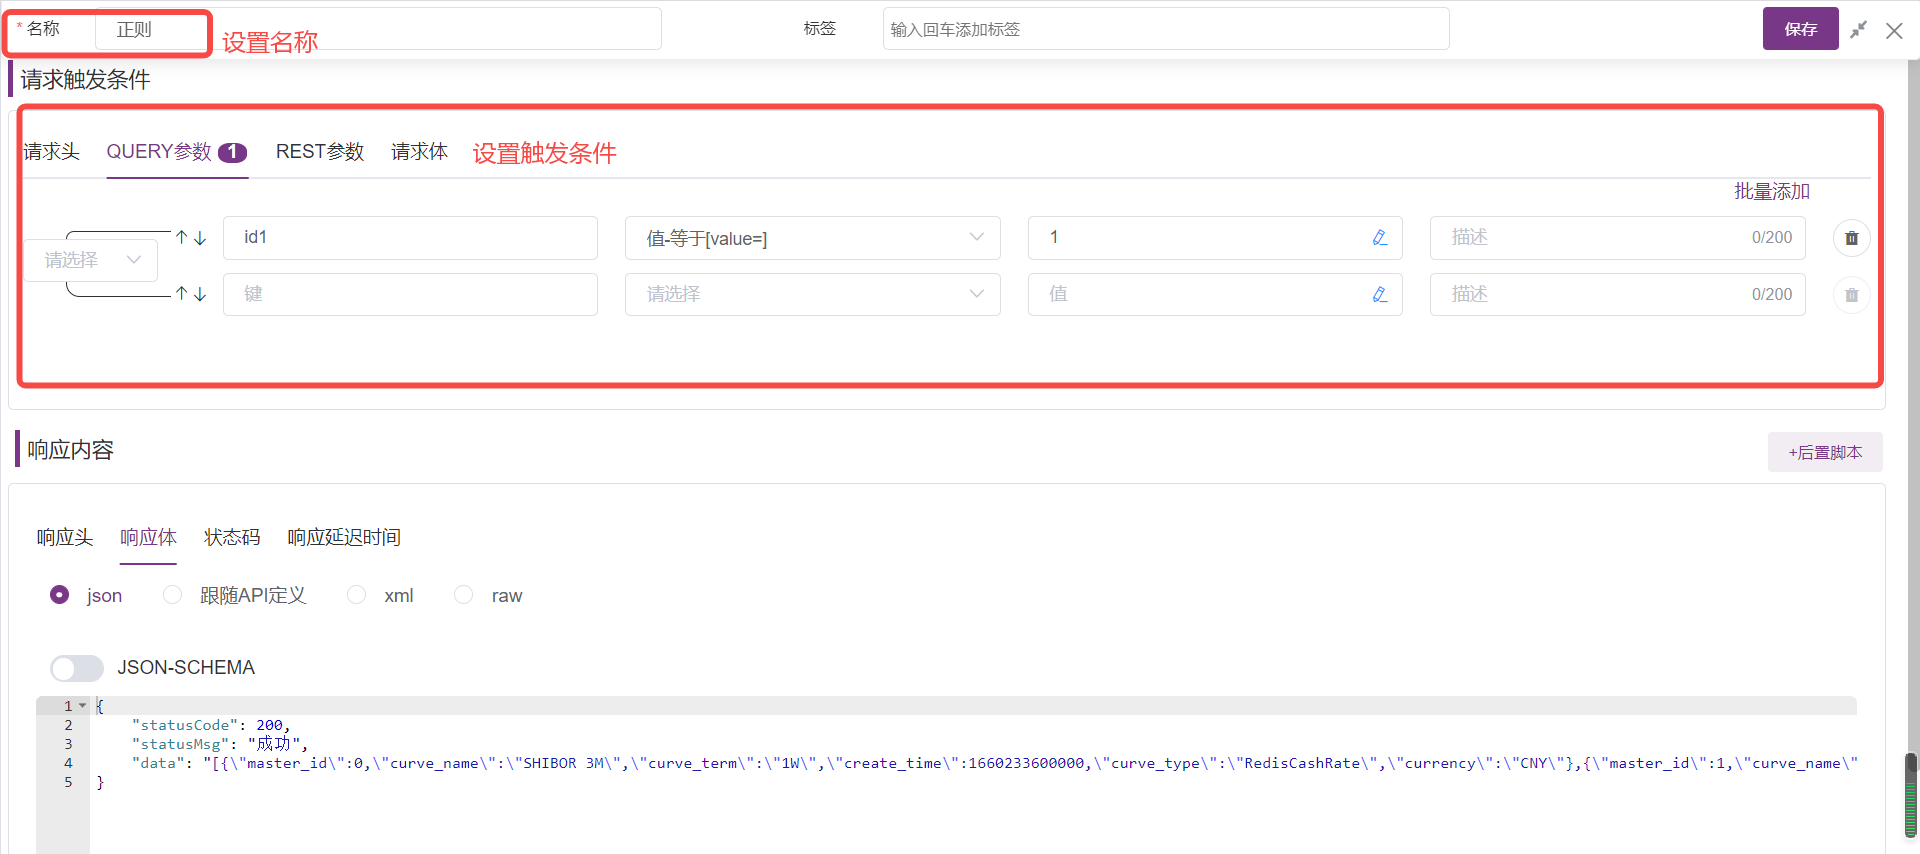 * 名称 正则 设置名称 标签 输入回车添加标签 保存
请求触发条件
请求头 QUERY参数 1 REST参数 请求体 设置触发条件
批量添加
id1 值-等于[value=] 1 描述 0/200
请选择
键 请选择 值 描述 0/200
响应内容 +后置脚本
响应头 响应体 状态码 响应延迟时间
json 跟随API定义 xml raw
JSON-SCHEMA
1 {
2 "statusCode": 200,
3 "statusMsg": "成功",
4 "data": "[{\"master_id\":0,\"curve_name\":\"SHIBOR 3M\",\"curve_term\":\"1W\",\"create_time\":1660233600000,\"curve_type\":\"RedisCashRate\",\"currency\":\"CNY\"},{\"master_id\":1,\"curve_name\"
5 }